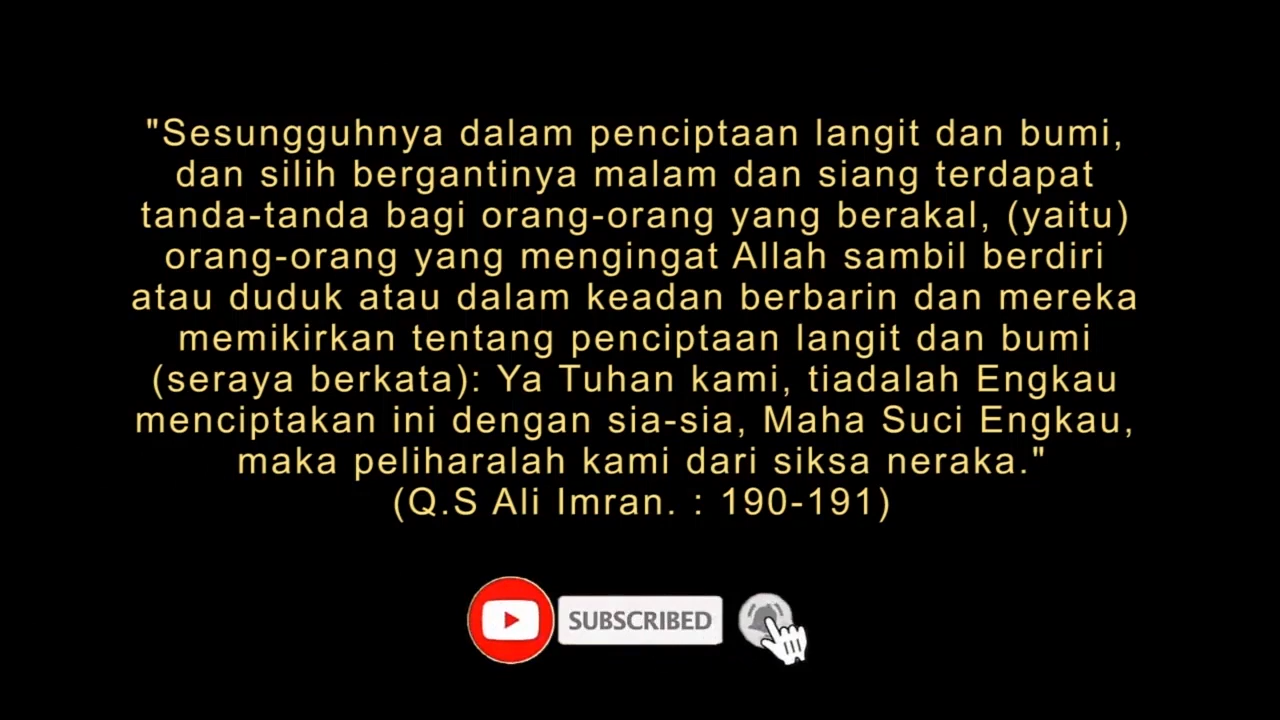 "Sesungguhnya dalam penciptaan langit dan bumi,
dan silih bergantinya malam dan siang terdapat
tanda-tanda bagi orang-orang yang berakal, (yaitu)
orang-orang yang mengingat Allah sambil berdiri
atau duduk atau dalam keadan berbarin dan mereka
memikirkan tentang penciptaan langit dan bumi
(seraya berkata): Ya Tuhan kami, tiadalah Engkau
menciptakan ini dengan sia-sia, Maha Suci Engkau,
maka peliharalah kami dari siksa neraka."
(Q.S Ali Imran. : 190-191)
SUBSCRIBED